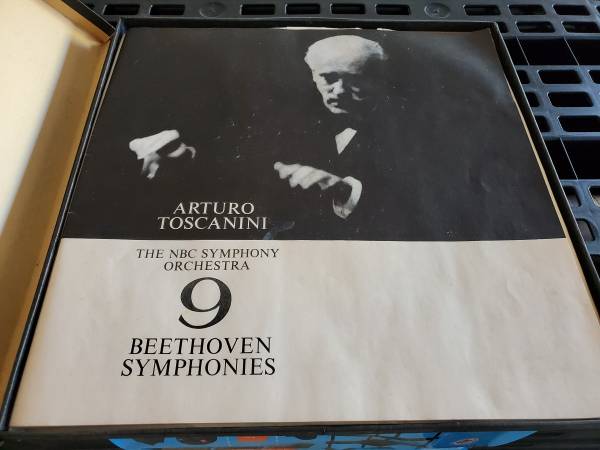 ARTURO
TOSCANINI
THE NBC SYMPHONY
ORCHESTRA
9
BEETHOVEN
SYMPHONIES